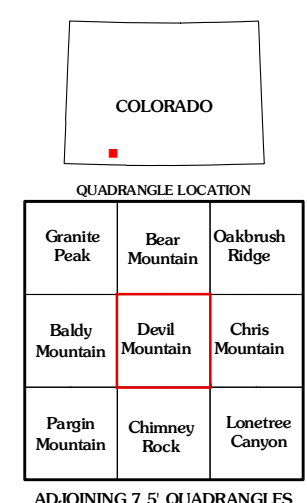 COLORADO
QUADRANGLE LOCATION
Granite Peak
Bear Mountain
Oakbrush Ridge
Baldy Mountain
Devil Mountain
Chris Mountain
Pargin Mountain
Chimney Rock
Lonetree Canyon
ADJOINING 7.5' QUADRANGLES